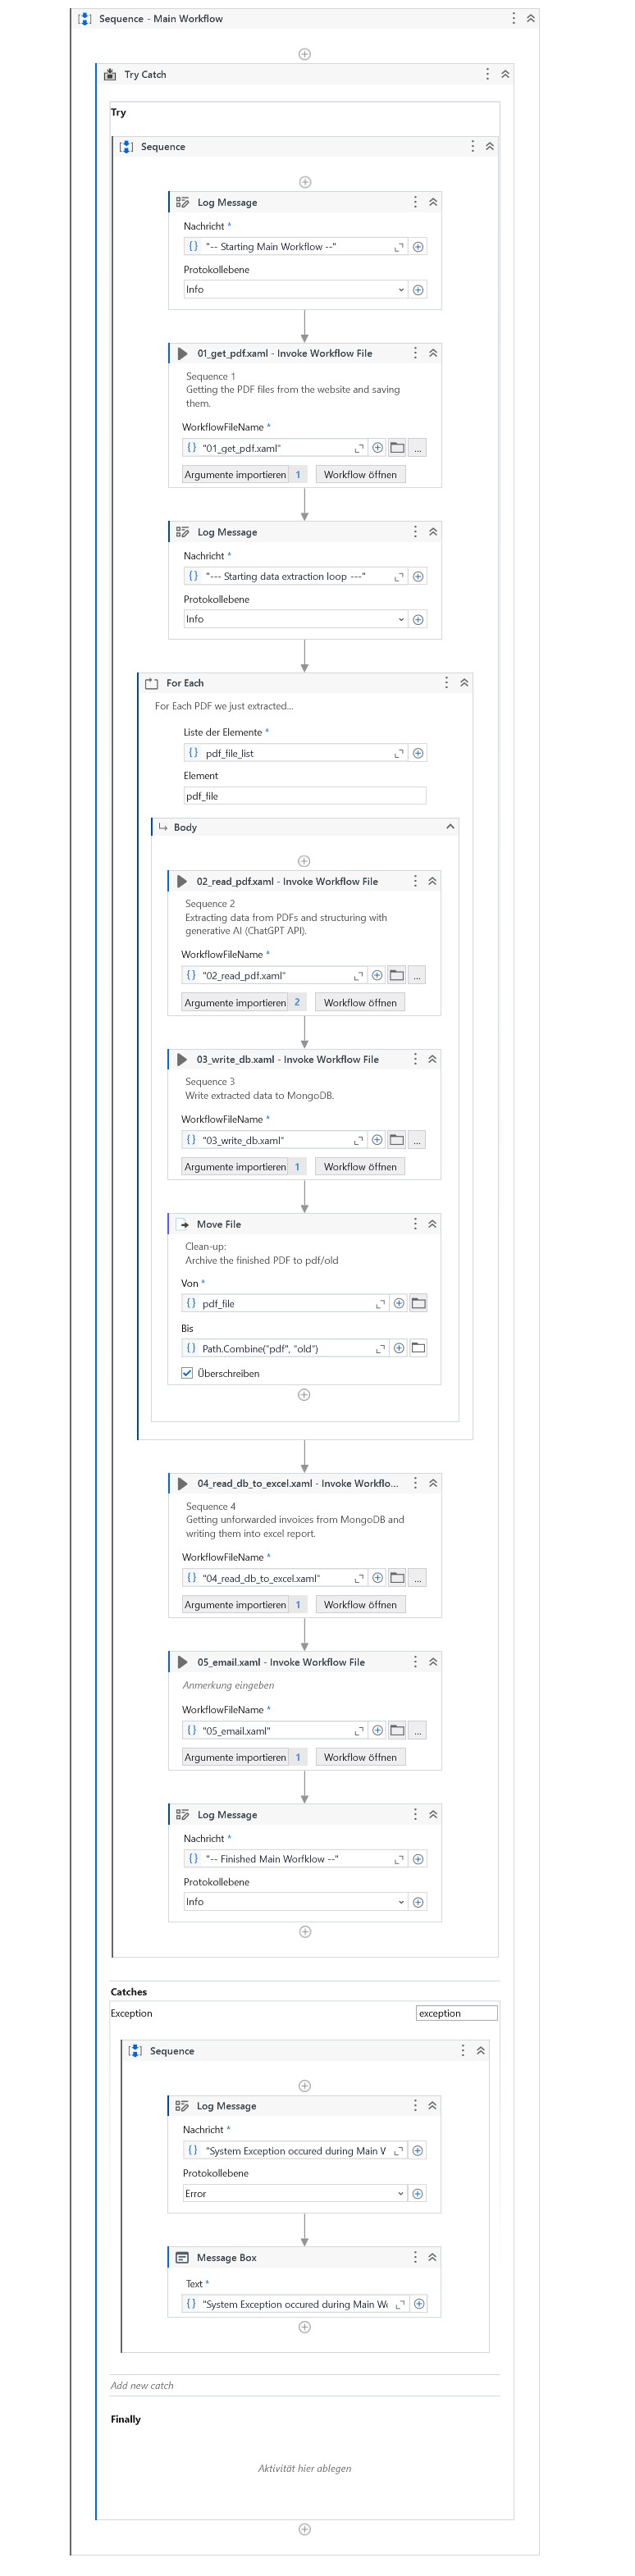 Sequence - Main Workflow
Try Catch
Try
Sequence
Log Message
Nachricht *
"-- Starting Main Workflow --"
Protokollebene
Info
01_get_pdf.xaml - Invoke Workflow File
Sequence 1
Getting the PDF files from the website and saving
them.
WorkflowFileName *
"01_get_pdf.xaml"
...
Argumente importieren 1 Workflow öffnen
Log Message
Nachricht *
"--- Starting data extraction loop ---"
Protokollebene
Info
For Each
For Each PDF we just extracted...
Liste der Elemente *
pdf_file_list
Element
pdf_file
Body
02_read_pdf.xaml - Invoke Workflow File
Sequence 2
Extracting data from PDFs and structuring with
generative AI (ChatGPT API).
WorkflowFileName *
"02_read_pdf.xaml"
...
Argumente importieren 2 Workflow öffnen
03_write_db.xaml - Invoke Workflow File
Sequence 3
Write extracted data to MongoDB.
WorkflowFileName *
"03_write_db.xaml"
...
Argumente importieren 1 Workflow öffnen
Move File
Clean-up:
Archive the finished PDF to pdf/old
Von *
pdf_file
Bis
Path.Combine("pdf", "old")
Überschreiben
04_read_db_to_excel.xaml - Invoke Workflo...
Sequence 4
Getting unforwarded invoices from MongoDB and
writing them into excel report.
WorkflowFileName *
"04_read_db_to_excel.xaml"
...
Argumente importieren 1 Workflow öffnen
05_email.xaml - Invoke Workflow File
Anmerkung eingeben
WorkflowFileName *
"05_email.xaml"
...
Argumente importieren 1 Workflow öffnen
Log Message
Nachricht *
"-- Finished Main Worfklow --"
Protokollebene
Info
Catches
Exception exception
Sequence
Log Message
Nachricht *
"System Exception occured during Main V
Protokollebene
Error
Message Box
Text *
"System Exception occured during Main Wo
Add new catch
Finally
Aktivität hier ablegen